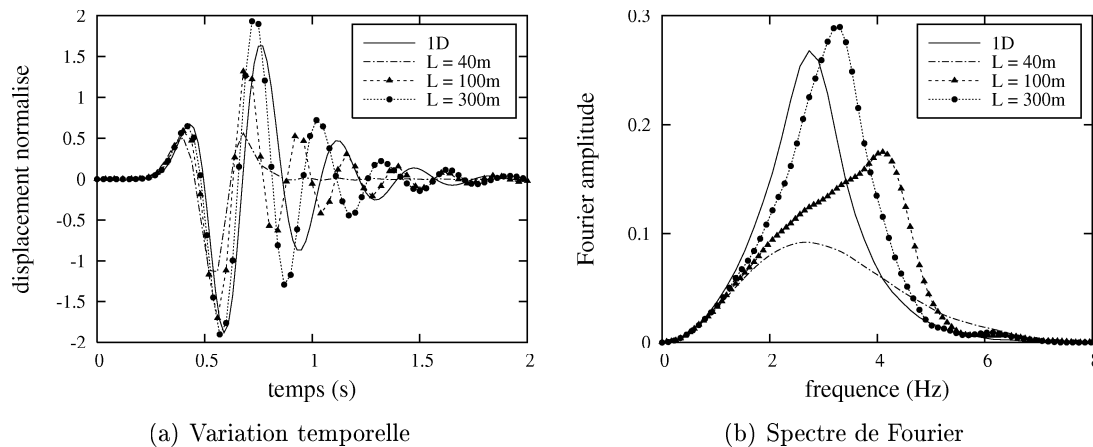 2
1.5
1
0.5
0
-0.5
-1
-1.5
-2
displacement normalise
0
0.5
1
1.5
2
temps (s)
1D
L = 40m
L = 100m
L = 300m
(a) Variation temporelle
0.3
0.2
0.1
0
Fourier amplitude
0
2
4
6
8
frequence (Hz)
1D
L = 40m
L = 100m
L = 300m
(b) Spectre de Fourier